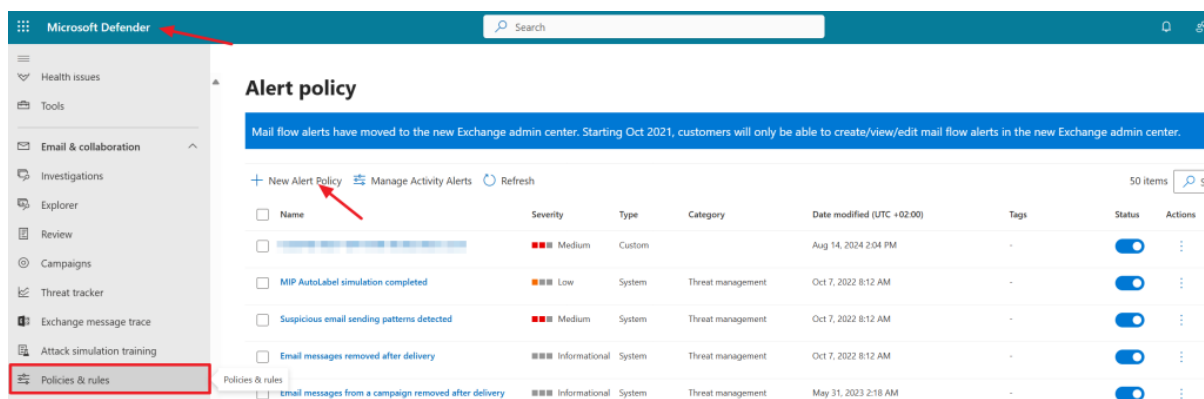 Microsoft Defender
Search
Health issues
Tools
Email & collaboration
Investigations
Explorer
Review
Campaigns
Threat tracker
Exchange message trace
Attack simulation training
Policies & rules
Policies & rules
Alert policy
Mail flow alerts have moved to the new Exchange admin center. Starting Oct 2021, customers will only be able to create/view/edit mail flow alerts in the new Exchange admin center.
New Alert Policy Manage Activity Alerts Refresh 50 items
Name Severity Type Category Date modified (UTC +02:00) Tags Status Actions
Medium Custom Aug 14, 2024 2:04 PM -
MIP AutoLabel simulation completed Low System Threat management Oct 7, 2022 8:12 AM -
Suspicious email sending patterns detected Medium System Threat management Oct 7, 2022 8:12 AM -
Email messages removed after delivery Informational System Threat management Oct 7, 2022 8:12 AM -
Email messages from a campaign removed after delivery Informational System Threat management May 31, 2023 2:18 AM -